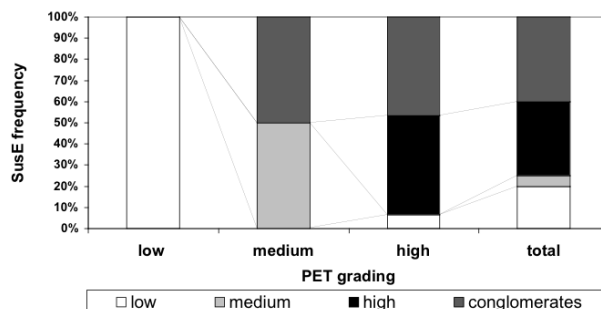 100%
90%
80%
70%
60%
50%
40%
30%
20%
10%
0%
SusE frequency
low medium high total
PET grading
low medium high conglomerates